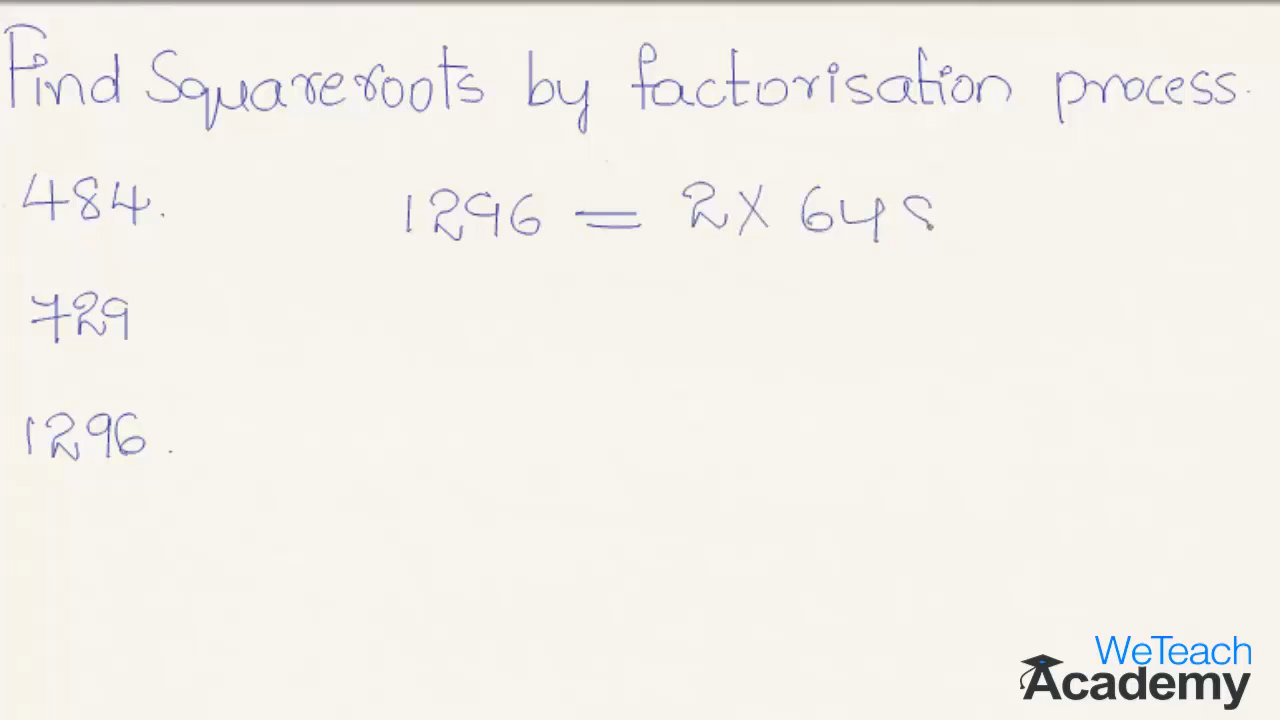 Find Squareroots by factorisation process.
484.
1296 = 2 X 648
729
1296.
WeTeach
Academy